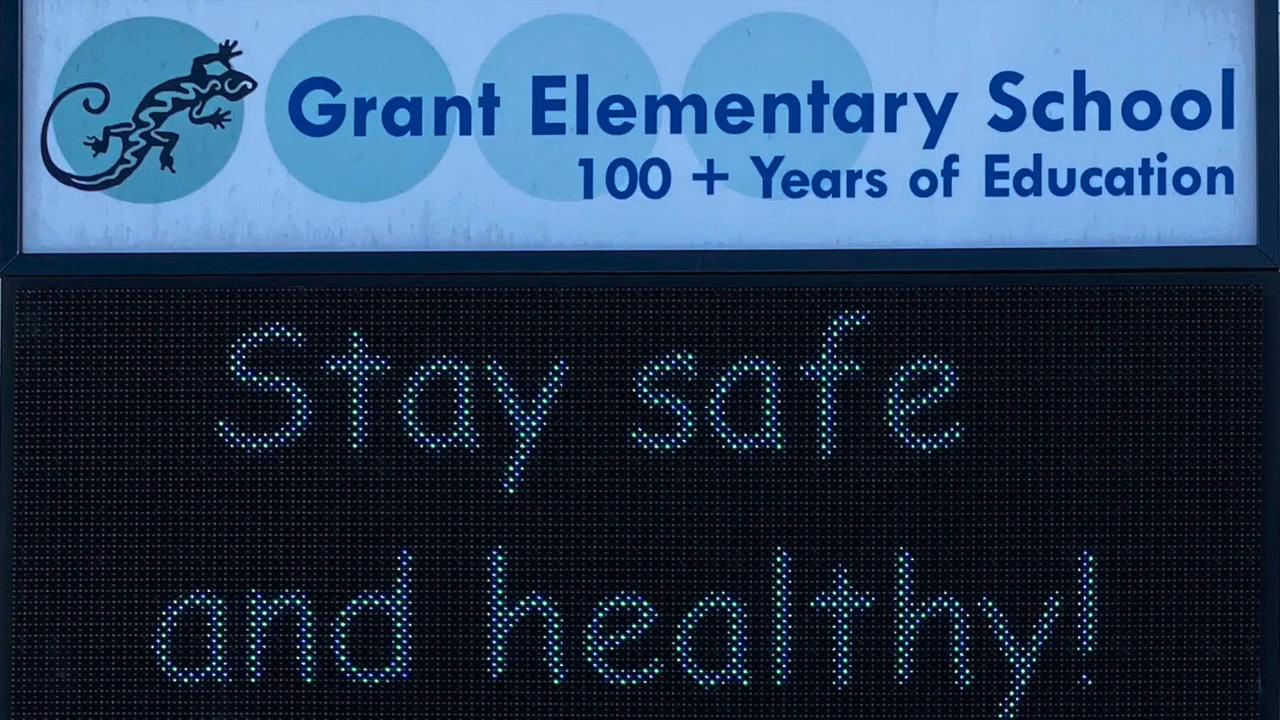 Grant Elementary School
100 + Years of Education
Stay safe
and healthy!